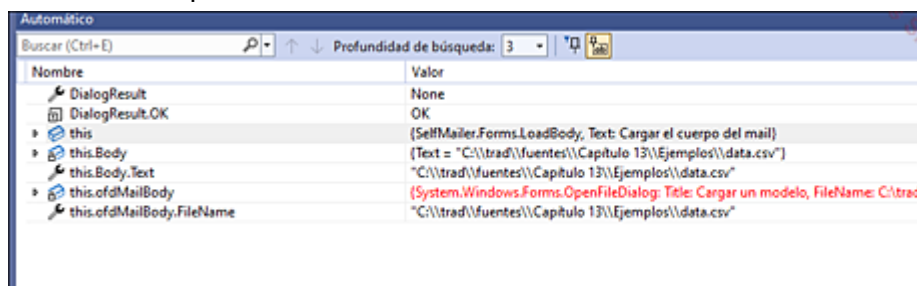 Automático
Buscar (Ctrl+E) Profundidad de búsqueda: 3
Nombre Valor
DialogResult None
DialogResult.OK OK
this {SelfMailer.Forms.LoadBody, Text: Cargar el cuerpo del mail}
this.Body {Text = "C:\\trad\\fuentes\\Capítulo 13\\Ejemplos\\data.csv"}
this.Body.Text "C:\\trad\\fuentes\\Capítulo 13\\Ejemplos\\data.csv"
this.ofdMailBody {System.Windows.Forms.OpenFileDialog: Title: Cargar un modelo, FileName: C:\trad
this.ofdMailBody.FileName "C:\\trad\\fuentes\\Capítulo 13\\Ejemplos\\data.csv"